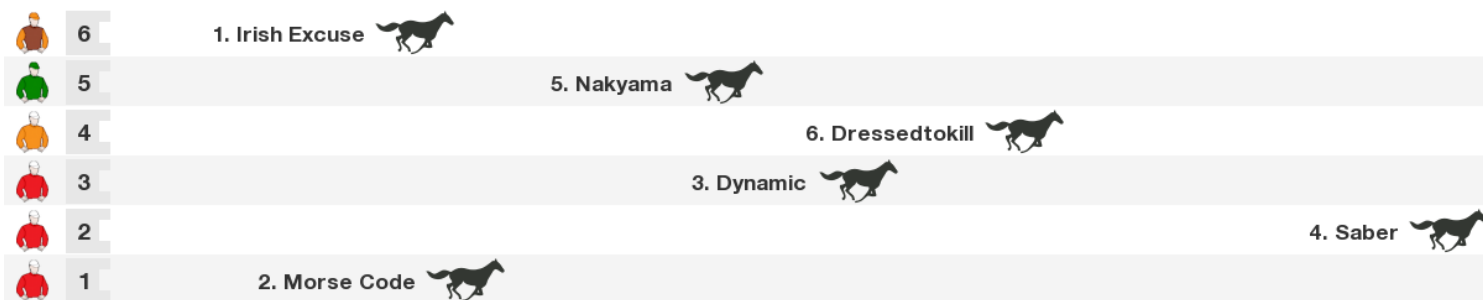 6 1. Irish Excuse
5 5. Nakyama
4 6. Dressedtokill
3 3. Dynamic
2 4. Saber
1 2. Morse Code